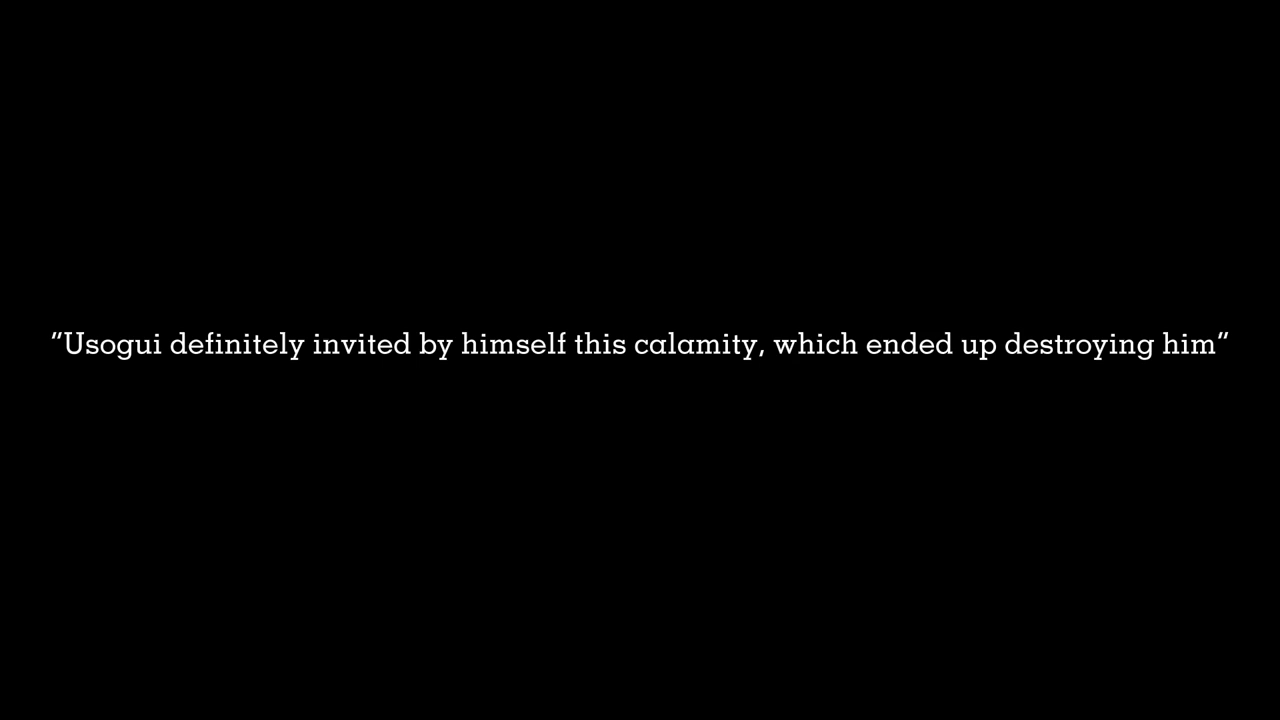 ”Usogui definitely invited by himself this calamity, which ended up destroying him“